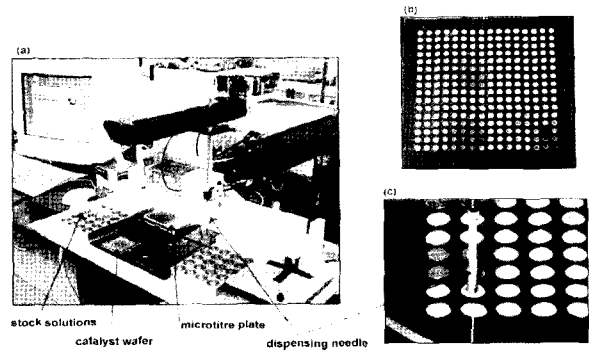 (a)
(b)
(c)
stock solutions
catalyst wafer
microtitre plate
dispensing needle